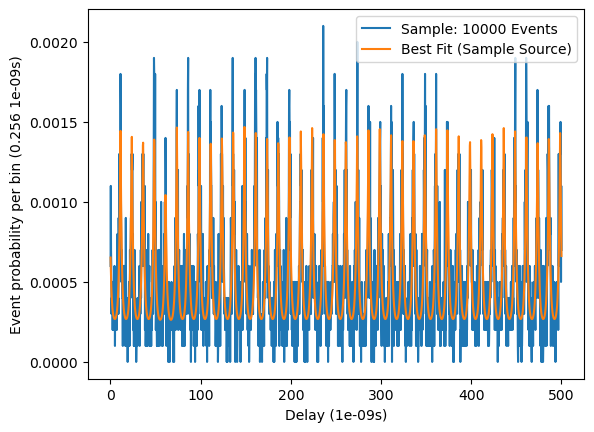 Sample: 10000 Events
Best Fit (Sample Source)
Event probability per bin (0.256 1e-09s)
0.0020
0.0015
0.0010
0.0005
0.0000
0
100
200
300
400
500
Delay (1e-09s)